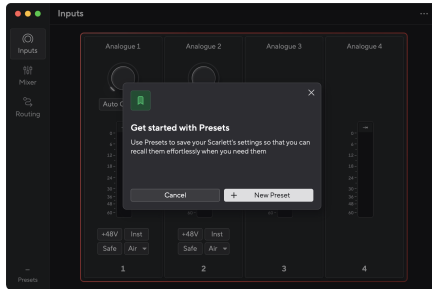 Inputs
Inputs
Mixer
Routing
Presets
Analogue 1
Analogue 2
Analogue 3
Analogue 4
Get started with Presets
Use Presets to save your Scarlett's settings so that you can
recall them effortlessly when you need them
Cancel
+ New Preset
+48V Inst
Safe Air
+48V Inst
Safe Air
1
2
3
4